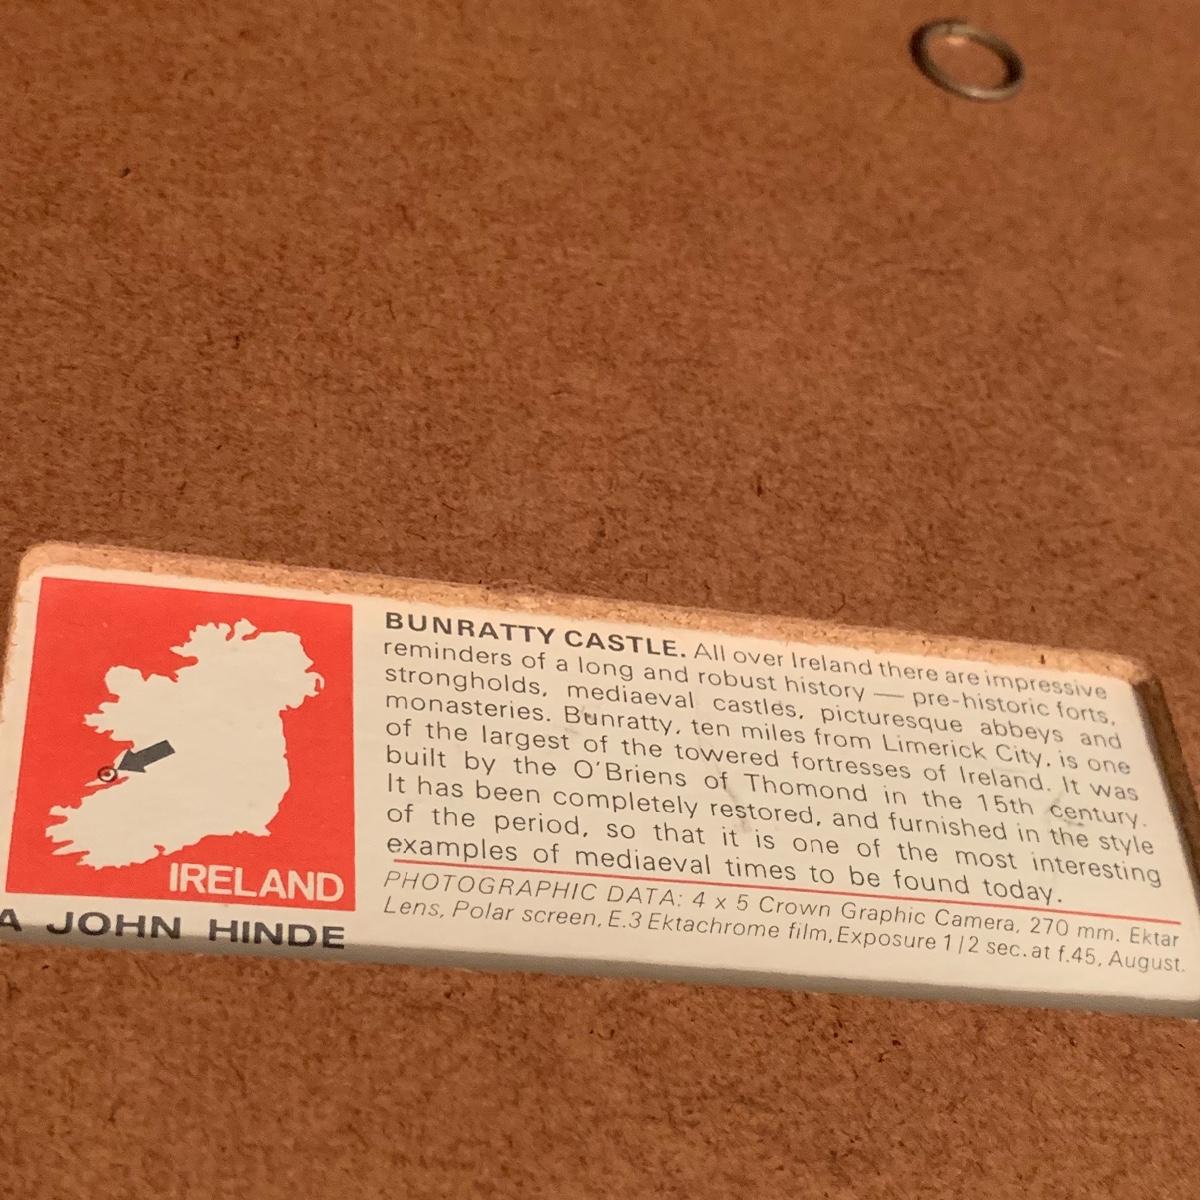 IRELAND
A JOHN HINDE
BUNRATTY CASTLE. All over Ireland there are impressive
reminders of a long and robust history — pre-historic forts,
strongholds, mediaeval castles, picturesque abbeys and
monasteries. Bunratty, ten miles from Limerick City, is one
of the largest of the towered fortresses of Ireland. It was
built by the O'Briens of Thomond in the 15th century.
It has been completely restored, and furnished in the style
of the period, so that it is one of the most interesting
examples of mediaeval times to be found today.
PHOTOGRAPHIC DATA: 4 x 5 Crown Graphic Camera, 270 mm. Ektar
Lens, Polar screen, E.3 Ektachrome film, Exposure 1/2 sec. at f.45, August.